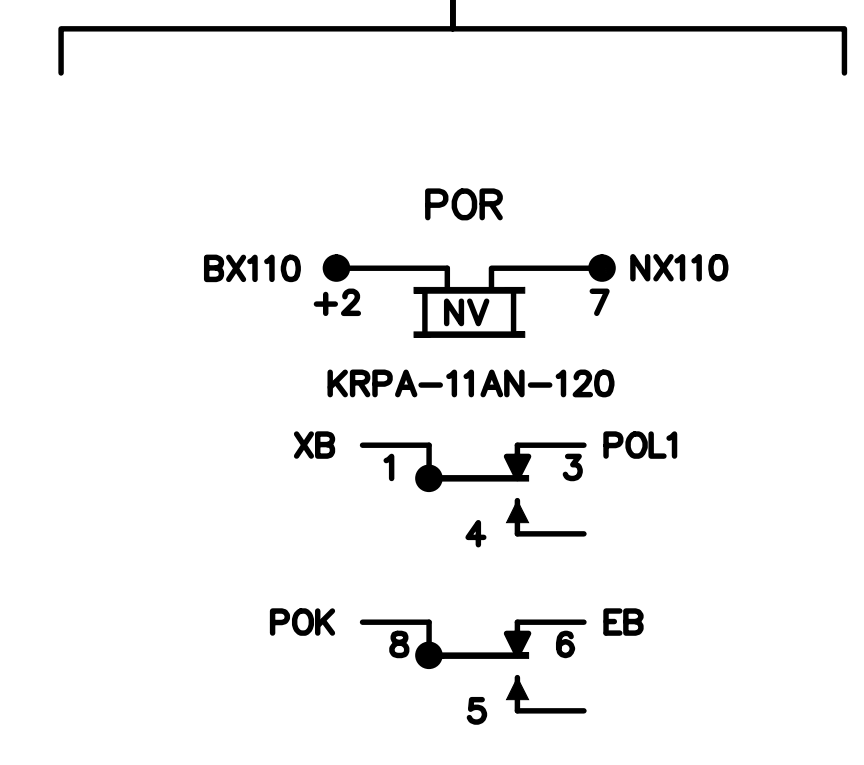 POR
BX110 NX110
+2 NV 7
KRPA-11AN-120
XB POL1
1 3
4
POK EB
8 6
5